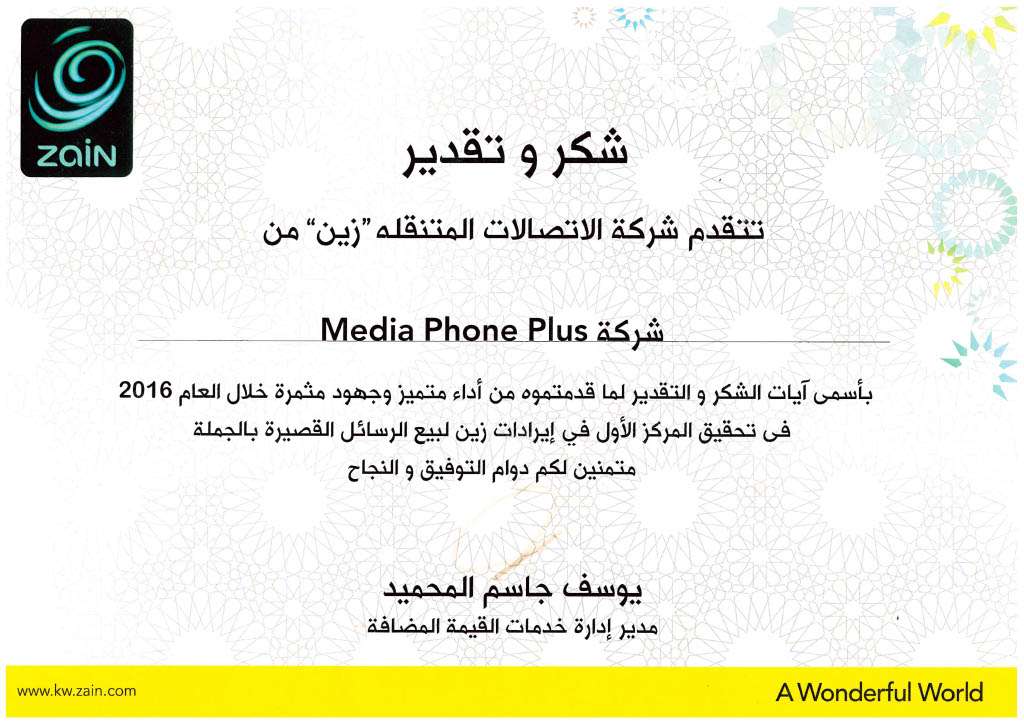 zain
شكر و تقدير
تتقدم شركة الاتصالات المتنقله "زين" من
شركة Media Phone Plus
بأسمى آيات الشكر و التقدير لما قدمتموه من أداء متميز وجهود مثمرة خلال العام 2016
فى تحقيق المركز الأول في إيرادات زين لبيع الرسائل القصيرة بالجملة
متمنين لكم دوام التوفيق و النجاح
يوسف جاسم المحميد
مدير إدارة خدمات القيمة المضافة
www.kw.zain.com
A Wonderful World